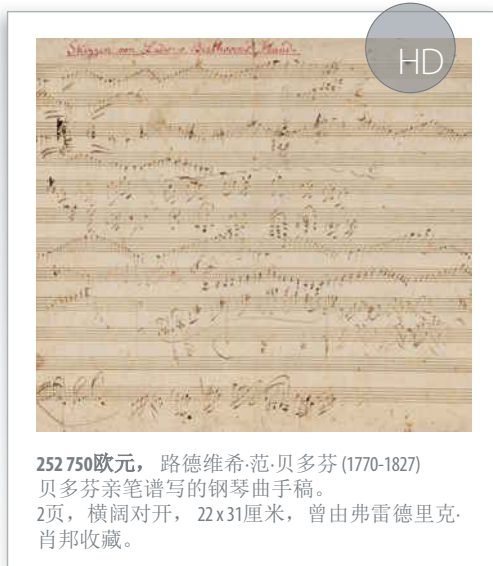 Skizzen von Ludw. v. Beethovens Hand.
HD
252 750欧元， 路德维希·范·贝多芬 (1770-1827)
贝多芬亲笔谱写的钢琴曲手稿。
2页，横阔对开， 22 x 31厘米，曾由弗雷德里克·
肖邦收藏。